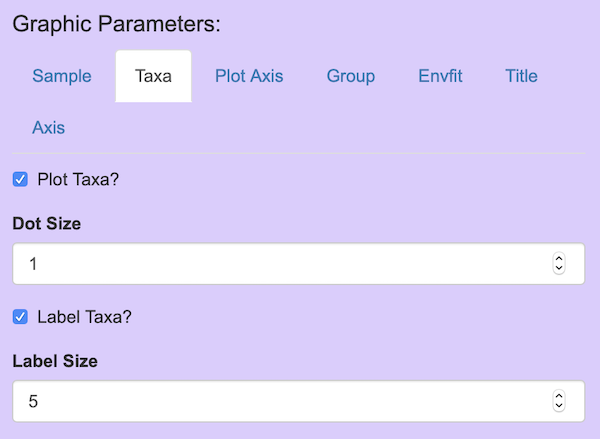 Graphic Parameters:
Sample Taxa Plot Axis Group Envfit Title
Axis
Plot Taxa?
Dot Size
1
Label Taxa?
Label Size
5